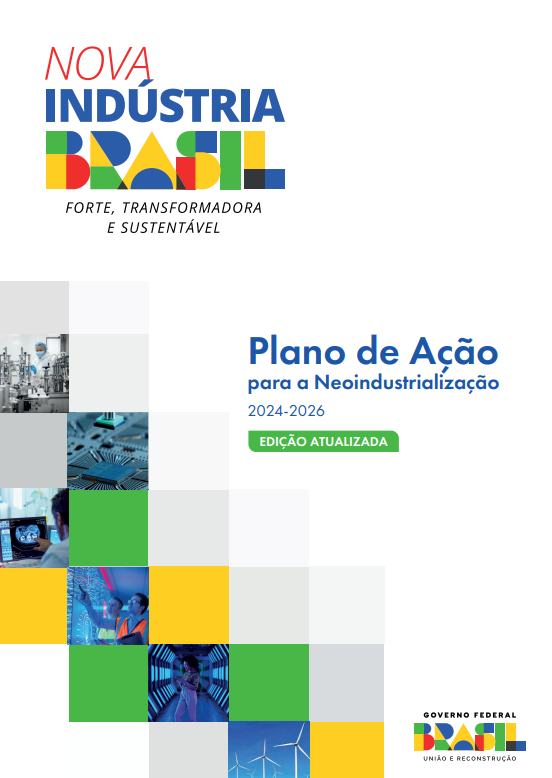 NOVA
INDÚSTRIA
BRASIL
FORTE, TRANSFORMADORA
E SUSTENTÁVEL
Plano de Ação
para a Neoindustrialização
2024-2026
EDIÇÃO ATUALIZADA
GOVERNO FEDERAL
BRASIL
UNIÃO E RECONSTRUÇÃO